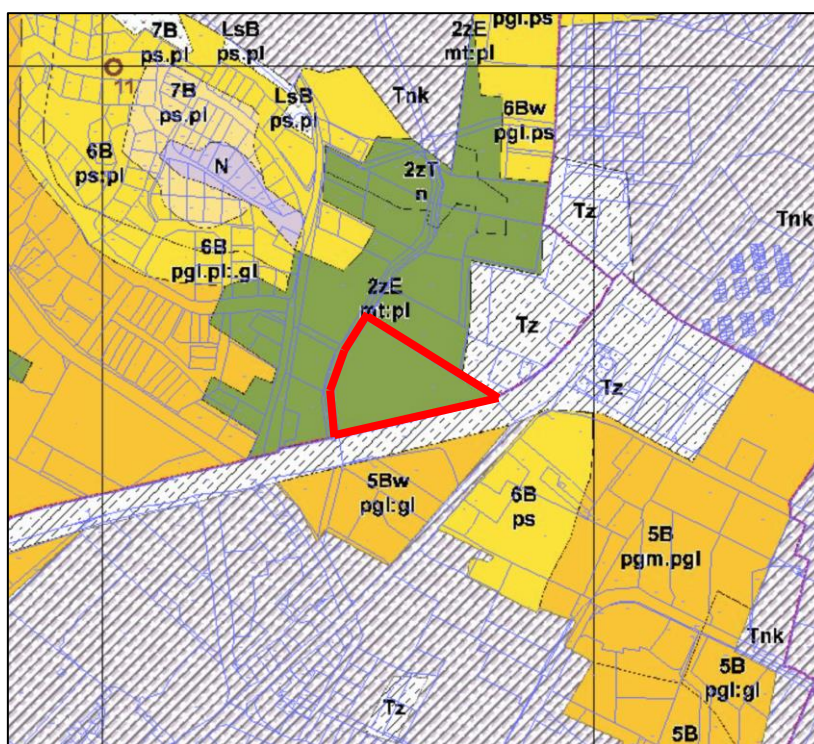 7B
ps.pl
LsB
ps.pl
2zE
mt:pl
pgl.ps
11
7B
ps.pl
LsB
ps.pl
Tnk
6Bw
pgl.ps
6B
ps:pl
N
2zT
n
Tz
Tnk
6B
pgl.pl:.gl
2zE
mt:pl
Tz
Tz
5Bw
pgl:gl
6B
ps
5B
pgm.pgl
Tnk
5B
pgl:gl
Tz
5B